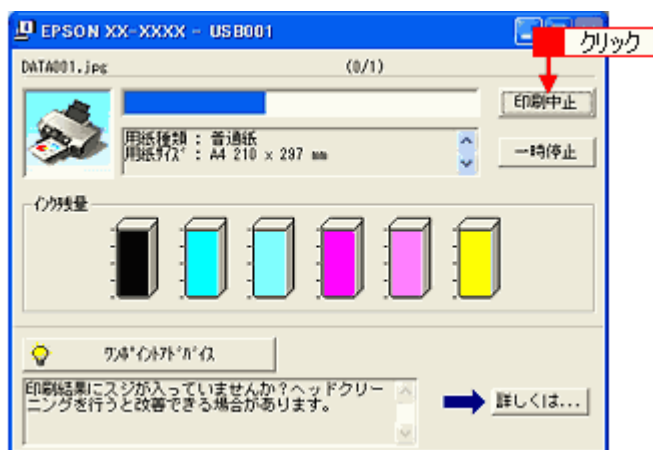 EPSON XX-XXXX - USB001
クリック
DATA001.jpg (0/1)
印刷中止
用紙種類 : 普通紙
用紙ｻｲｽﾞ : A4 210 x 297 mm
一時停止
ｲﾝｸ残量
ﾜﾝﾎﾟｲﾝﾄｱﾄﾞﾊﾞｲｽ
印刷結果にスジが入っていませんか？ヘッドクリー
ニングを行うと改善できる場合があります。
詳しくは...